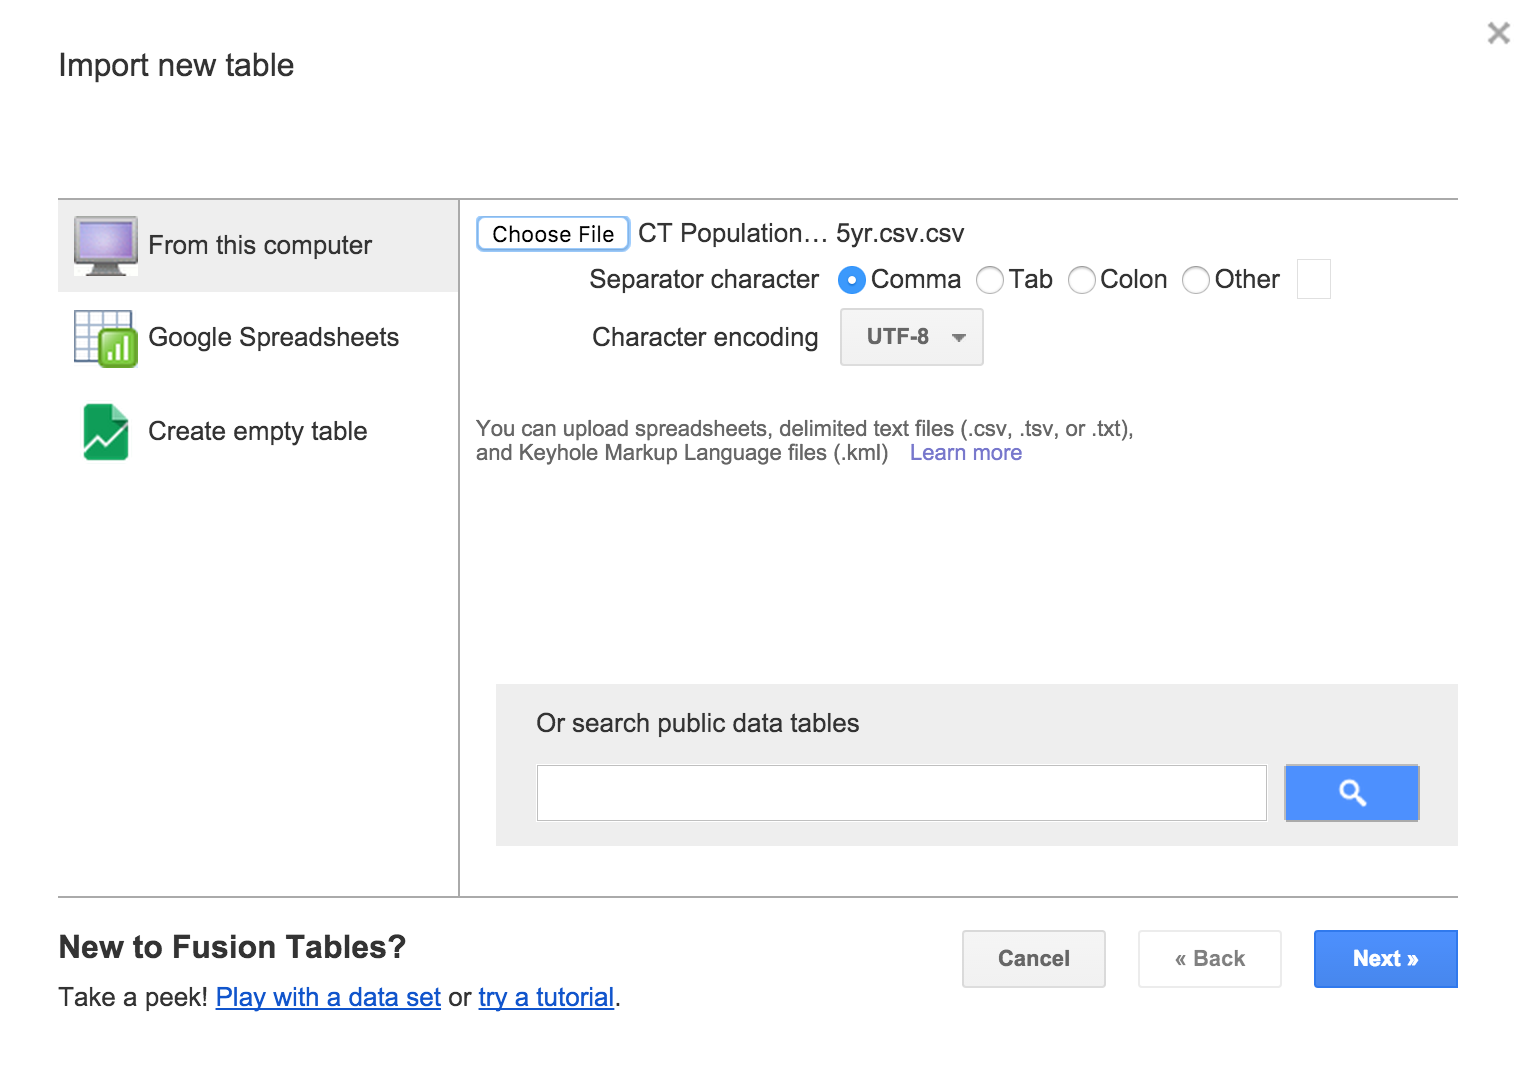 Import new table
From this computer
Google Spreadsheets
Create empty table
Choose File CT Population… 5yr.csv.csv
Separator character Comma Tab Colon Other
Character encoding UTF-8
You can upload spreadsheets, delimited text files (.csv, .tsv, or .txt),
and Keyhole Markup Language files (.kml) Learn more
Or search public data tables
New to Fusion Tables?
Take a peek! Play with a data set or try a tutorial.
Cancel « Back Next »